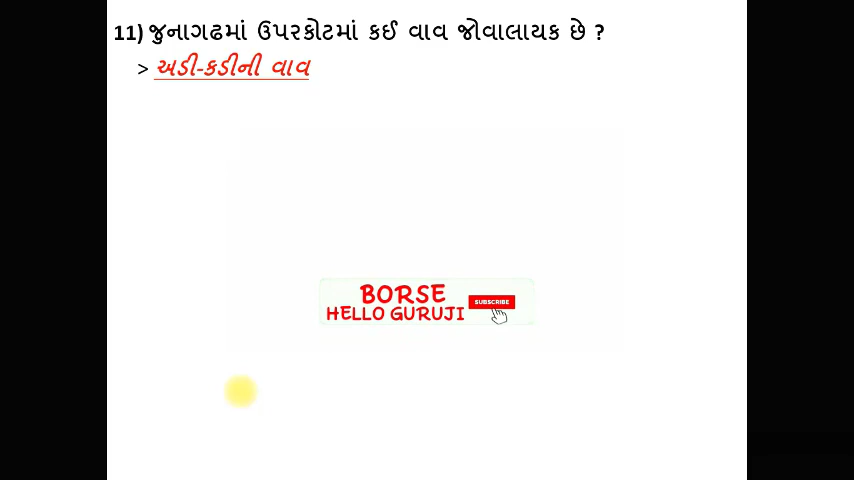 11) જુનાગઢમાં ઉપરકોટમાં કઈ વાવ જોવાલાયક છે ?
> અડી-કડીની વાવ
BORSE
HELLO GURUJI
SUBSCRIBE